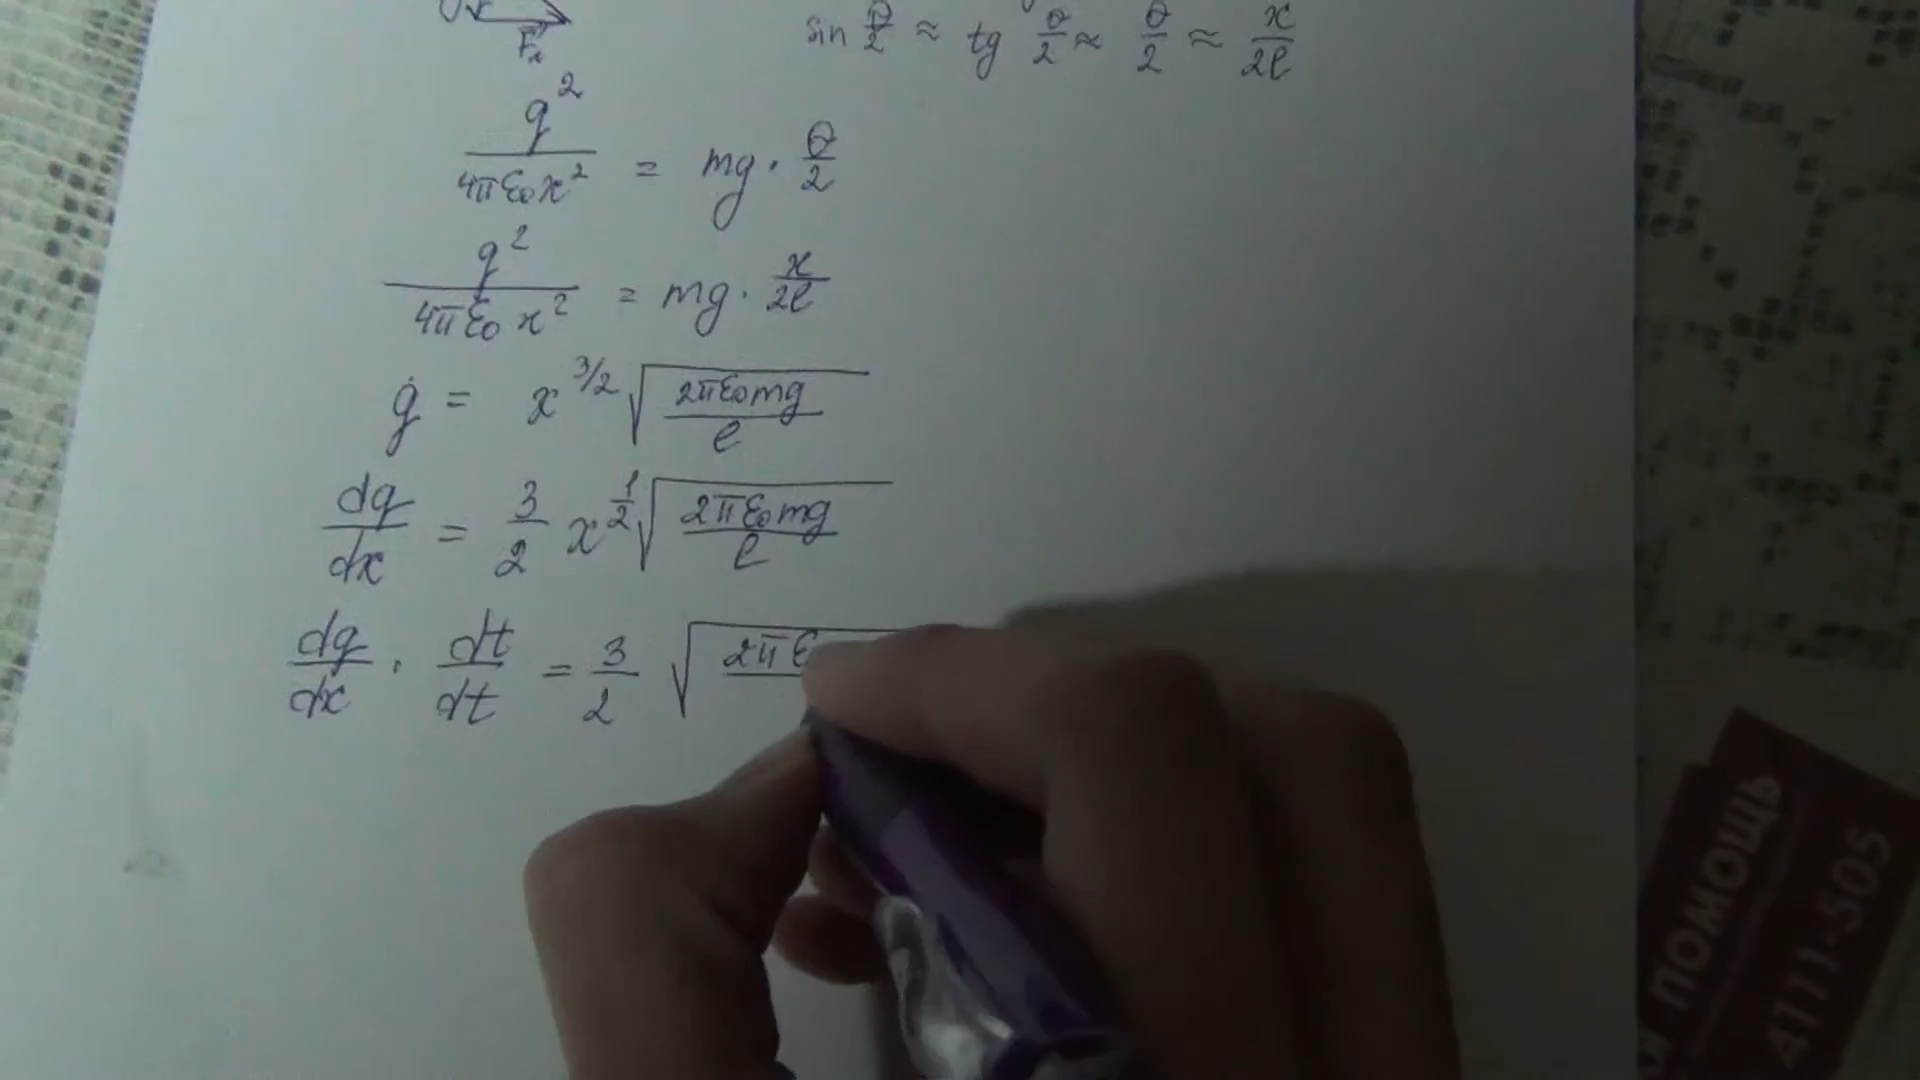 F₂
sin θ/2 ≈ tg θ/2 ≈ θ/2 ≈ x/2l
q²/4πε₀x² = mg · θ/2
q²/4πε₀x² = mg · x/2l
q = x^3/2 √(2πε₀mg/l)
dq/dx = 3/2 x^1/2 √(2πε₀mg/l)
dq/dx · dt/dt = 3/2 √(2πε
ПОМОЩЬ
4111-505